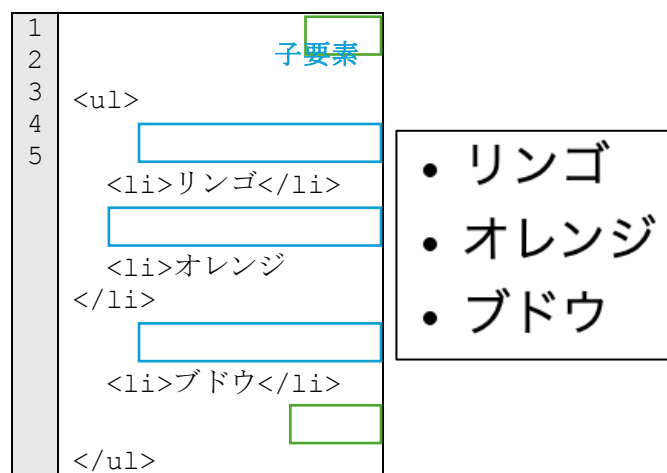 1
2
3
4
5
子要素
<ul>
<li>リンゴ</li>
<li>オレンジ
</li>
<li>ブドウ</li>
</ul>
• リンゴ
• オレンジ
• ブドウ